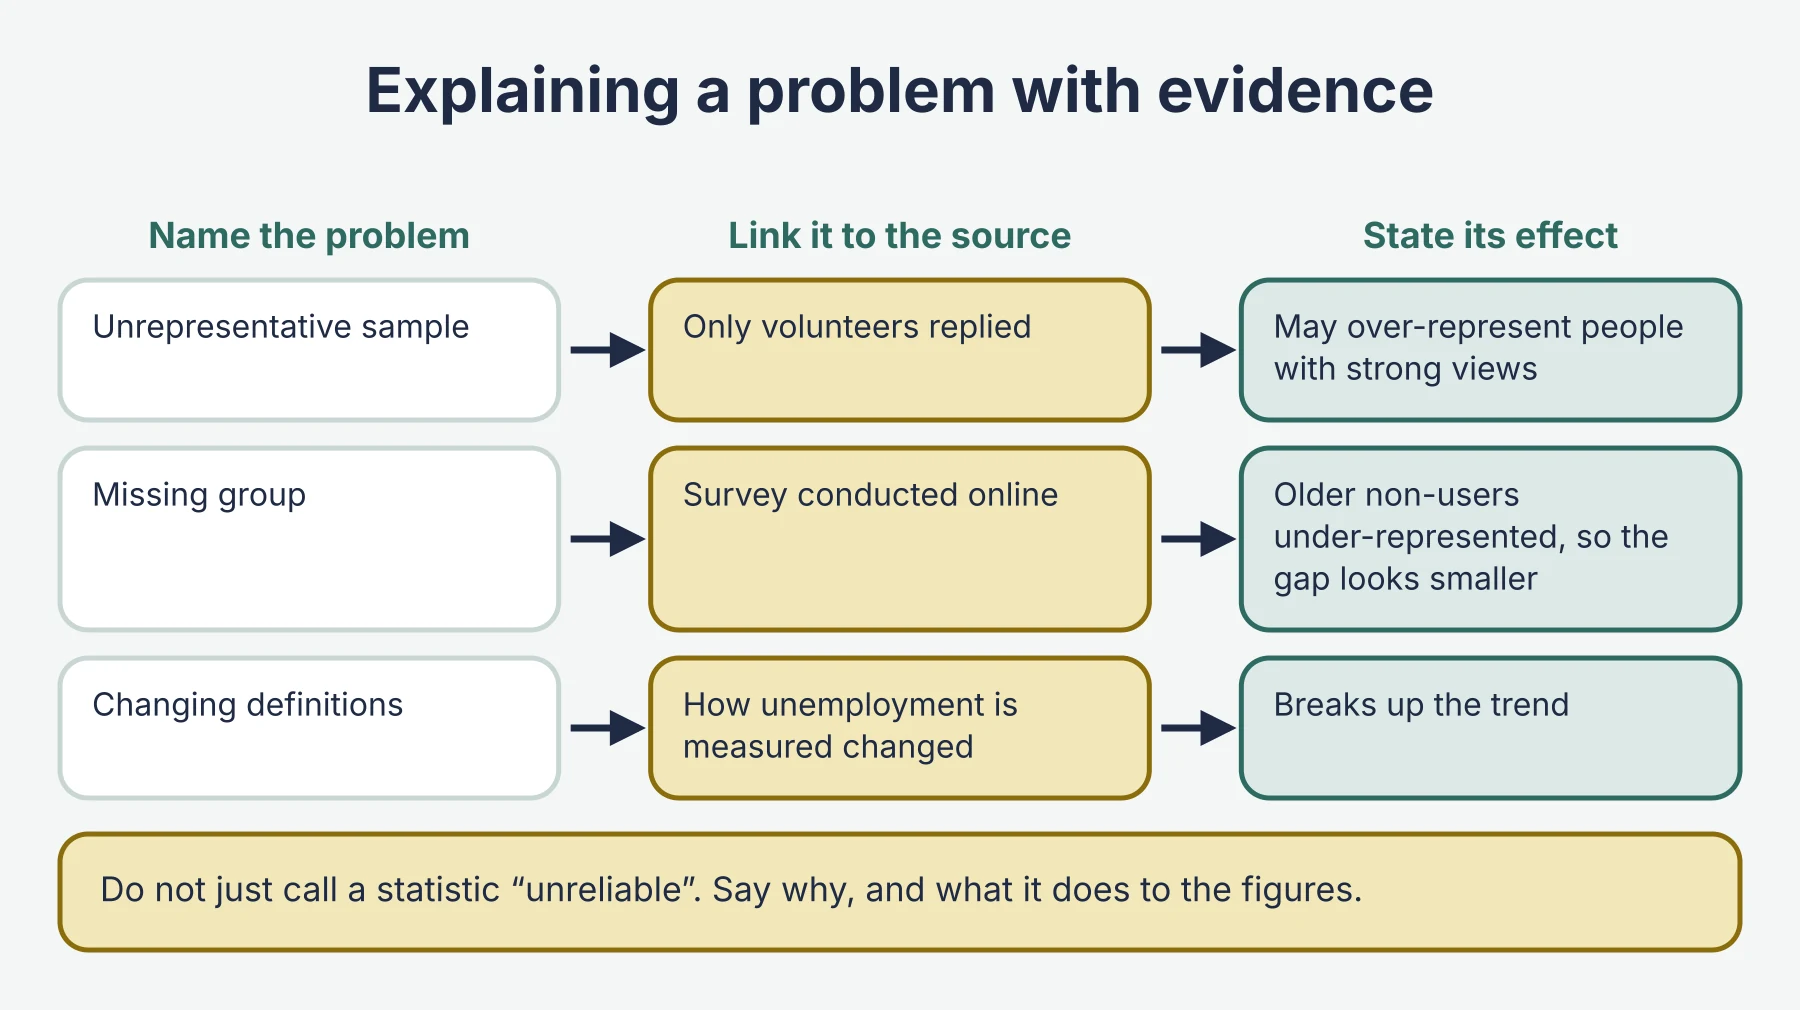 Explaining a problem with evidence
Name the problem
Link it to the source
State its effect
Unrepresentative sample
Only volunteers replied
May over-represent people
with strong views
Missing group
Survey conducted online
Older non-users
under-represented, so the
gap looks smaller
Changing definitions
How unemployment is
measured changed
Breaks up the trend
Do not just call a statistic “unreliable”. Say why, and what it does to the figures.